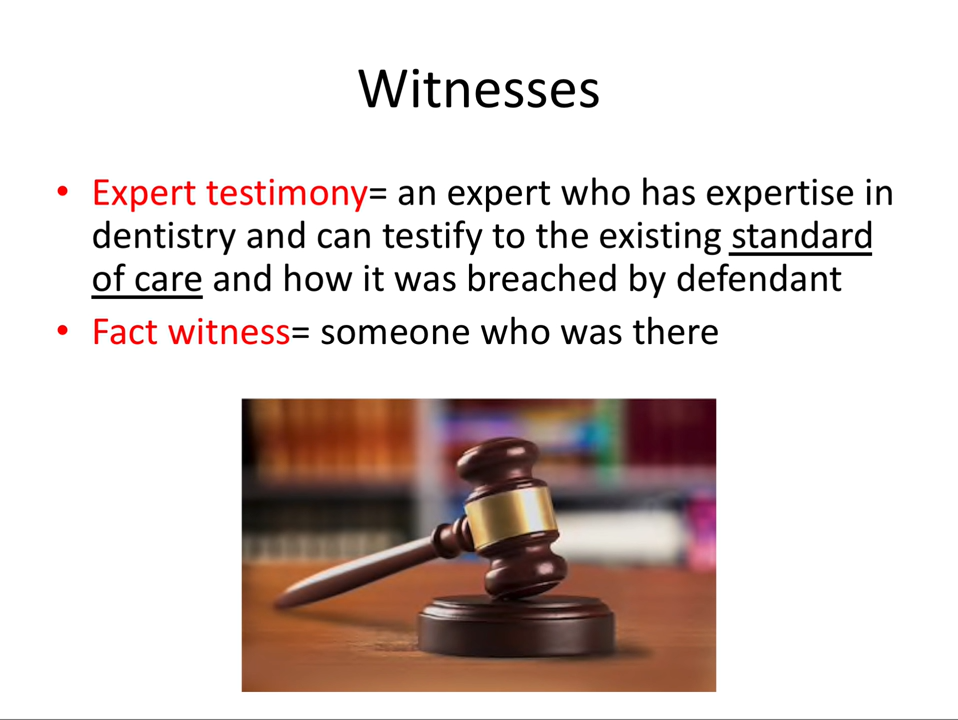 Witnesses
• Expert testimony= an expert who has expertise in
dentistry and can testify to the existing standard
of care and how it was breached by defendant
• Fact witness= someone who was there